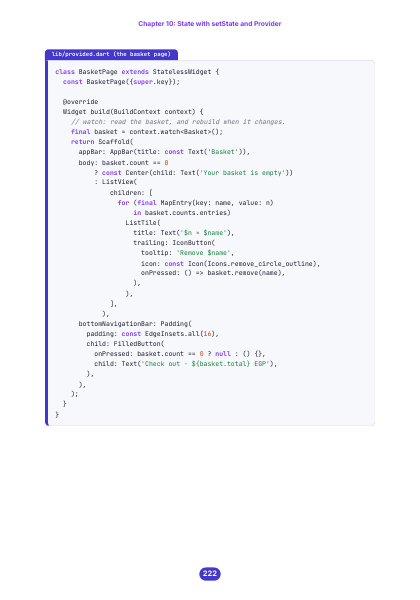 Chapter 10: State with setState and Provider
lib/provided.dart (the basket page)
class BasketPage extends StatelessWidget {
  const BasketPage({super.key});

  @override
  Widget build(BuildContext context) {
    // watch: read the basket, and rebuild when it changes.
    final basket = context.watch<Basket>();
    return Scaffold(
      appBar: AppBar(title: const Text('Basket')),
      body: basket.count == 0
          ? const Center(child: Text('Your basket is empty'))
          : ListView(
              children: [
                for (final MapEntry(key: name, value: n)
                    in basket.counts.entries)
                  ListTile(
                    title: Text('$n × $name'),
                    trailing: IconButton(
                      tooltip: 'Remove $name',
                      icon: const Icon(Icons.remove_circle_outline),
                      onPressed: () => basket.remove(name),
                    ),
                  ),
              ],
            ),
      bottomNavigationBar: Padding(
        padding: const EdgeInsets.all(16),
        child: FilledButton(
          onPressed: basket.count == 0 ? null : () {},
          child: Text('Check out · ${basket.total} EGP'),
        ),
      ),
    );
  }
}
222